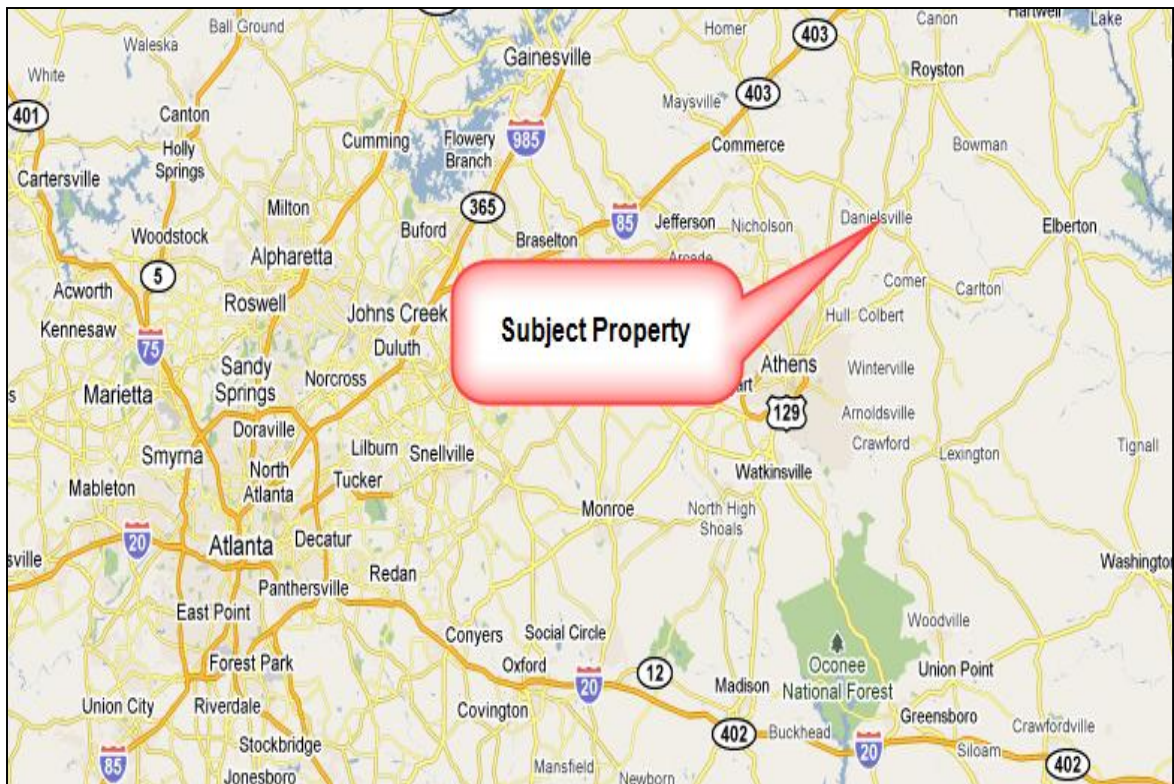 Ball Ground
Waleska
White
401
Canton
Holly
Springs
Cartersville
Gainesville
Homer
403
Canon
Hartwell
Lake
Royston
Maysville
403
Cumming
Flowery
Branch
985
Commerce
Bowman
Milton
365
Woodstock
Buford
85
Jefferson
Nicholson
Danielsville
Elberton
Alpharetta
Braselton
Arcade
5
Acworth
Roswell
Comer
Carlton
Kennesaw
75
Johns Creek
Subject Property
Hull
Colbert
Duluth
Sandy
Springs
Norcross
Athens
Winterville
Marietta
129
Arnoldsville
Doraville
Crawford
Smyrna
Lilburn
Snellville
Lexington
Tignall
North
Atlanta
Tucker
Watkinsville
Mableton
Monroe
North High
Shoals
20
Atlanta
Decatur
sville
Redan
Washington
Panthersville
East Point
Conyers
Social Circle
Woodville
Forest Park
Oxford
20
12
Madison
Oconee
National Forest
Union Point
Union City
Riverdale
Covington
402
Buckhead
Greensboro
Crawfordville
Stockbridge
20
Siloam
402
85
Jonesboro
Mansfield
Newborn